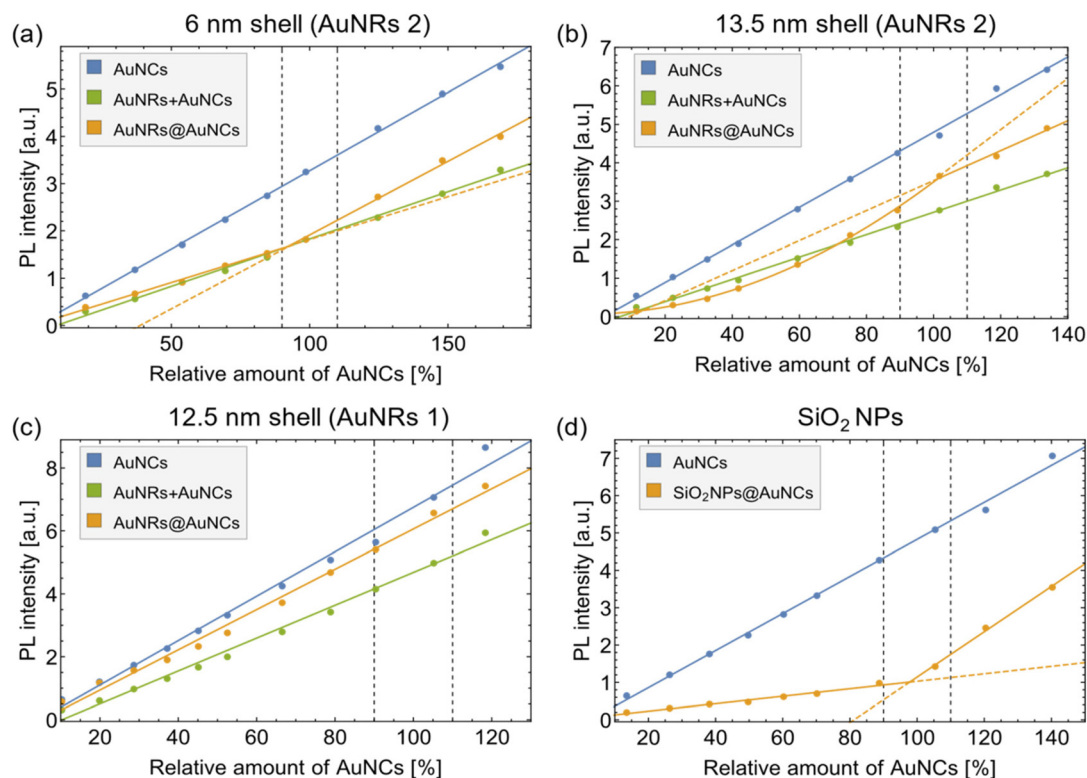 (a)
6 nm shell (AuNRs 2)
AuNCs
AuNRs+AuNCs
AuNRs@AuNCs
PL intensity [a.u.]
5
4
3
2
1
0
50
100
150
Relative amount of AuNCs [%]
(b)
13.5 nm shell (AuNRs 2)
AuNCs
AuNRs+AuNCs
AuNRs@AuNCs
PL intensity [a.u.]
7
6
5
4
3
2
1
0
20
40
60
80
100
120
140
Relative amount of AuNCs [%]
(c)
12.5 nm shell (AuNRs 1)
AuNCs
AuNRs+AuNCs
AuNRs@AuNCs
PL intensity [a.u.]
8
6
4
2
0
20
40
60
80
100
120
Relative amount of AuNCs [%]
(d)
SiO₂ NPs
AuNCs
SiO₂NPs@AuNCs
PL intensity [a.u.]
7
6
5
4
3
2
1
0
20
40
60
80
100
120
140
Relative amount of AuNCs [%]